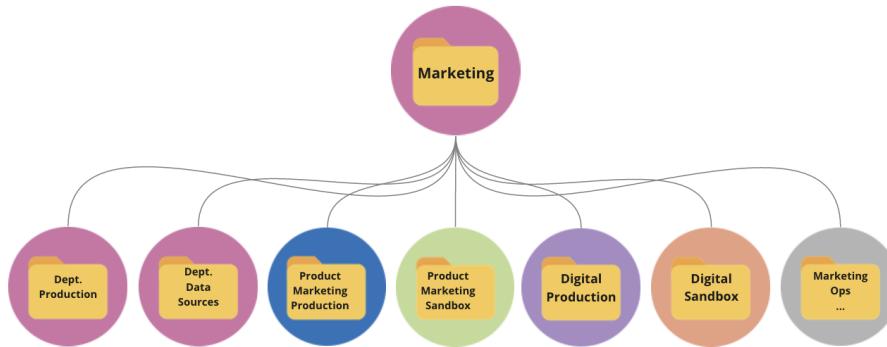 Marketing
Dept.
Production
Dept.
Data
Sources
Product
Marketing
Production
Product
Marketing
Sandbox
Digital
Production
Digital
Sandbox
Marketing
Ops
...